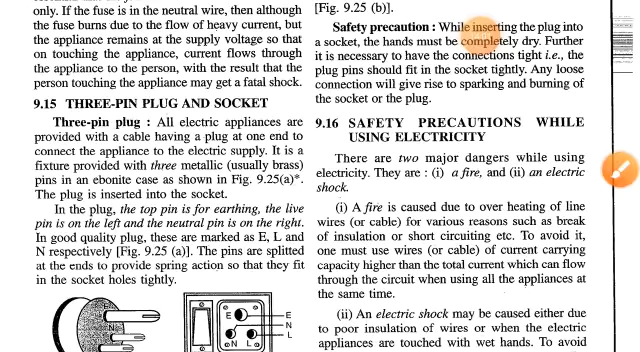 only. If the fuse is in the neutral wire, then although
the fuse burns due to the flow of heavy current, but
the appliance remains at the supply voltage so that
on touching the appliance, current flows through
the appliance to the person, with the result that the
person touching the appliance may get a fatal shock.
9.15 THREE-PIN PLUG AND SOCKET
Three-pin plug : All electric appliances are
provided with a cable having a plug at one end to
connect the appliance to the electric supply. It is a
fixture provided with three metallic (usually brass)
pins in an ebonite case as shown in Fig. 9.25(a)*.
The plug is inserted into the socket.
In the plug, the top pin is for earthing, the live
pin is on the left and the neutral pin is on the right.
In good quality plug, these are marked as E, L and
N respectively [Fig. 9.25 (a)]. The pins are splitted
at the ends to provide spring action so that they fit
in the socket holes tightly.
N
E
N L
E
N
L
[Fig. 9.25 (b)].
Safety precaution : While inserting the plug into
a socket, the hands must be completely dry. Further
it is necessary to have the connections tight i.e., the
plug pins should fit in the socket tightly. Any loose
connection will give rise to sparking and burning of
the socket or the plug.
9.16 SAFETY PRECAUTIONS WHILE
USING ELECTRICITY
There are two major dangers while using
electricity. They are : (i) a fire, and (ii) an electric
shock.
(i) A fire is caused due to over heating of line
wires (or cable) for various reasons such as break
of insulation or short circuiting etc. To avoid it,
one must use wires (or cable) of current carrying
capacity higher than the total current which can flow
through the circuit when using all the appliances at
the same time.
(ii) An electric shock may be caused either
due to poor insulation of wires or when the electric
appliances are touched with wet hands. To avoid